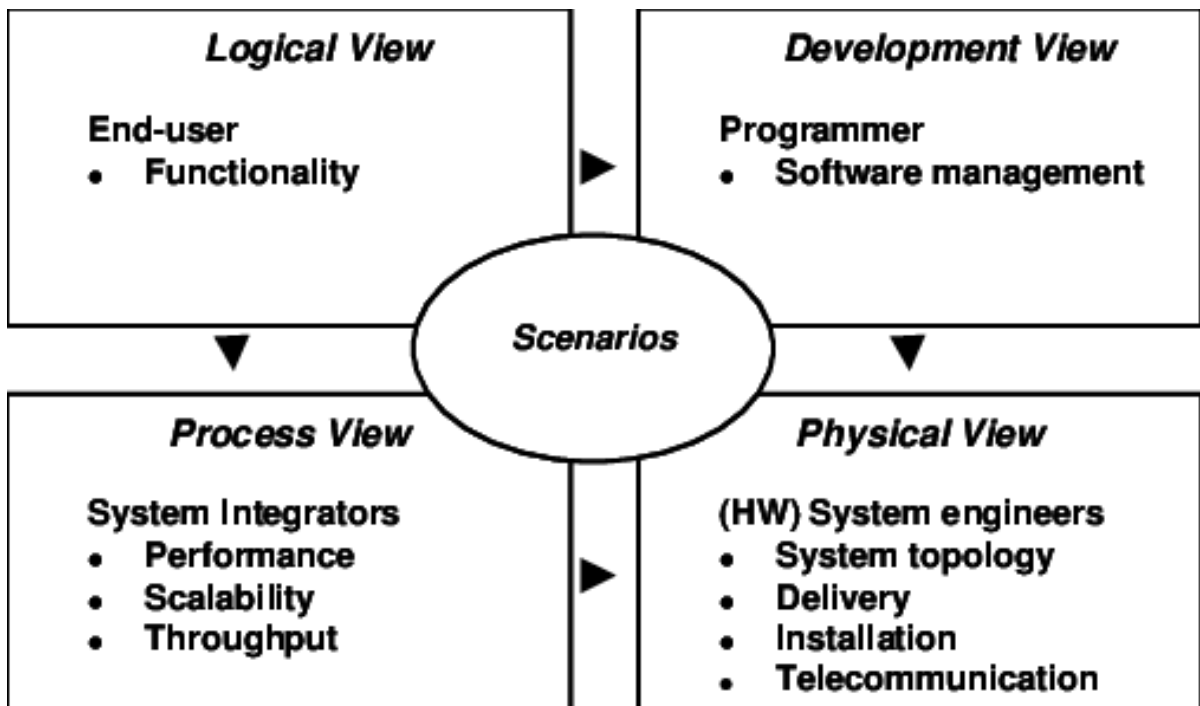 Logical View
End-user
• Functionality
Development View
Programmer
• Software management
Scenarios
Process View
System Integrators
• Performance
• Scalability
• Throughput
Physical View
(HW) System engineers
• System topology
• Delivery
• Installation
• Telecommunication